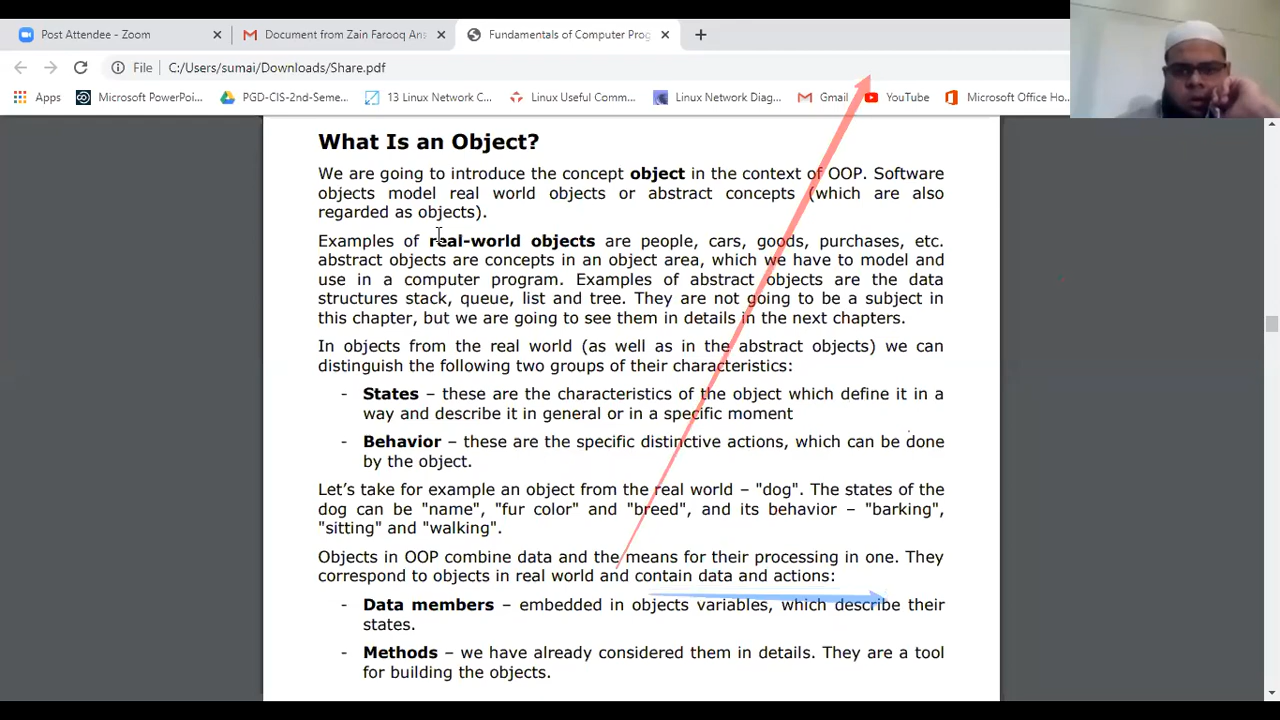 Post Attendee - Zoom
Document from Zain Farooq Ans
Fundamentals of Computer Prog
File
C:/Users/sumai/Downloads/Share.pdf
Apps
Microsoft PowerPoi...
PGD-CIS-2nd-Seme...
13 Linux Network C...
Linux Useful Comm...
Linux Network Diag...
Gmail
YouTube
Microsoft Office Ho...
What Is an Object?
We are going to introduce the concept object in the context of OOP. Software
objects model real world objects or abstract concepts (which are also
regarded as objects).
Examples of real-world objects are people, cars, goods, purchases, etc.
abstract objects are concepts in an object area, which we have to model and
use in a computer program. Examples of abstract objects are the data
structures stack, queue, list and tree. They are not going to be a subject in
this chapter, but we are going to see them in details in the next chapters.
In objects from the real world (as well as in the abstract objects) we can
distinguish the following two groups of their characteristics:
- States – these are the characteristics of the object which define it in a
way and describe it in general or in a specific moment
- Behavior – these are the specific distinctive actions, which can be done
by the object.
Let's take for example an object from the real world – "dog". The states of the
dog can be "name", "fur color" and "breed", and its behavior – "barking",
"sitting" and "walking".
Objects in OOP combine data and the means for their processing in one. They
correspond to objects in real world and contain data and actions:
- Data members – embedded in objects variables, which describe their
states.
- Methods – we have already considered them in details. They are a tool
for building the objects.